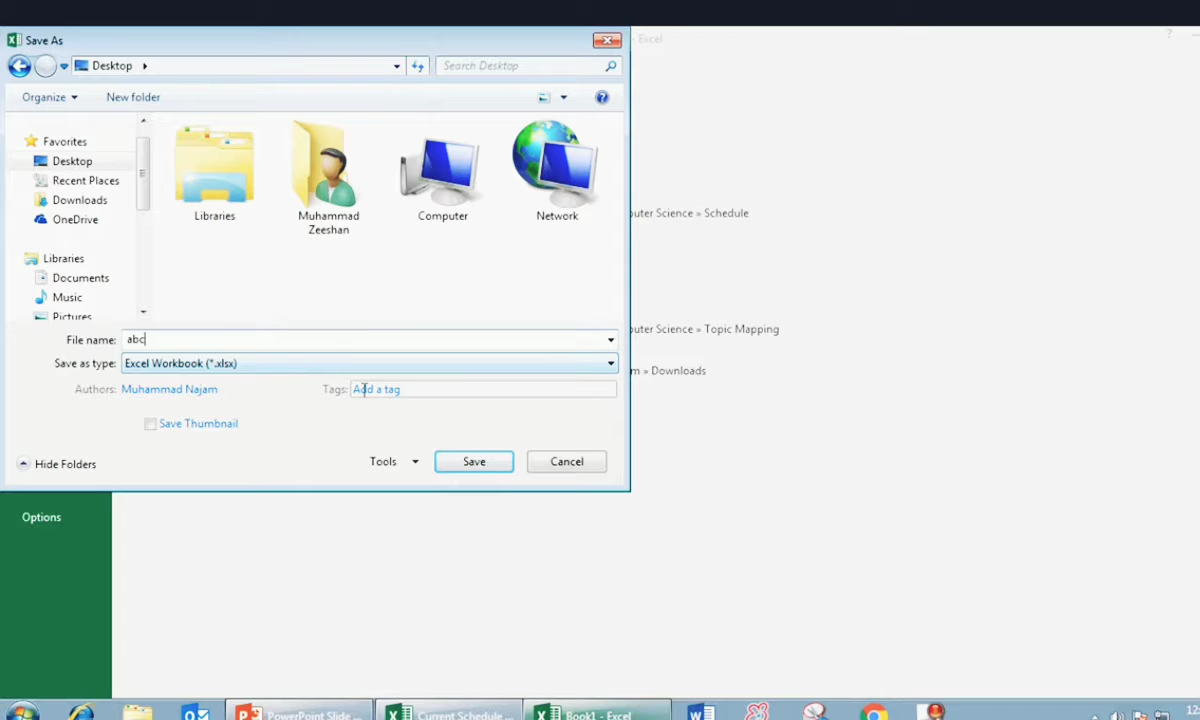 Save As
- Excel
?
Desktop
Search Desktop
Organize
New folder
Favorites
Desktop
Recent Places
Downloads
OneDrive
Libraries
Documents
Music
Pictures
Libraries
Muhammad
Zeeshan
Computer
Network
uter Science » Schedule
uter Science » Topic Mapping
m » Downloads
File name: abc
Save as type: Excel Workbook (*.xlsx)
Authors: Muhammad Najam
Tags: Add a tag
Save Thumbnail
Hide Folders
Tools
Save
Cancel
Options
PowerPoint Slide ...
Current Schedule ...
Book1 - Excel
12